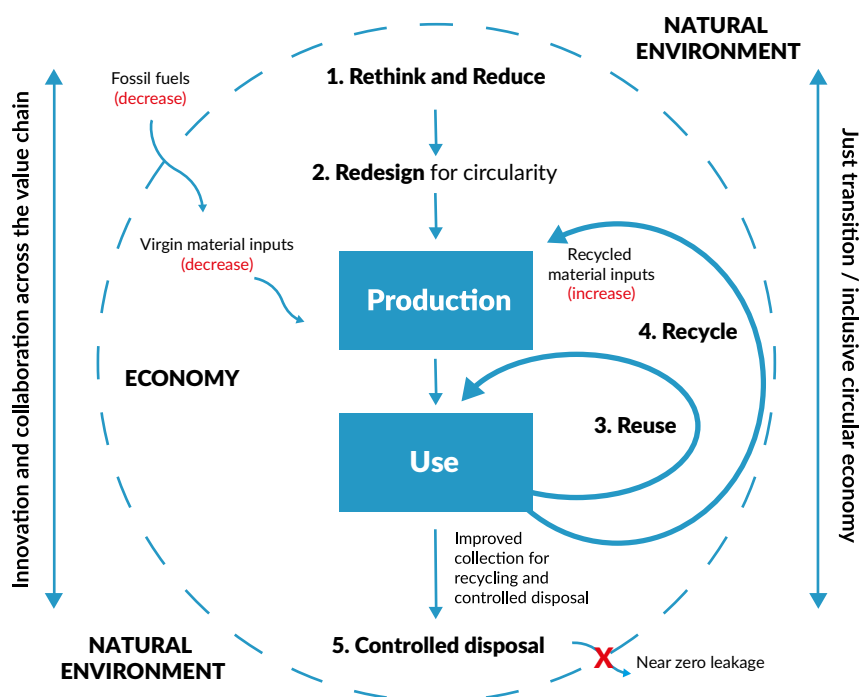 NATURAL
ENVIRONMENT
1. Rethink and Reduce
Fossil fuels
(decrease)
2. Redesign for circularity
Virgin material inputs
(decrease)
Production
Recycled
material inputs
(increase)
4. Recycle
ECONOMY
3. Reuse
Use
Improved
collection for
recycling and
controlled disposal
5. Controlled disposal
X
Near zero leakage
NATURAL
ENVIRONMENT
Innovation and collaboration across the value chain
Just transition / inclusive circular economy